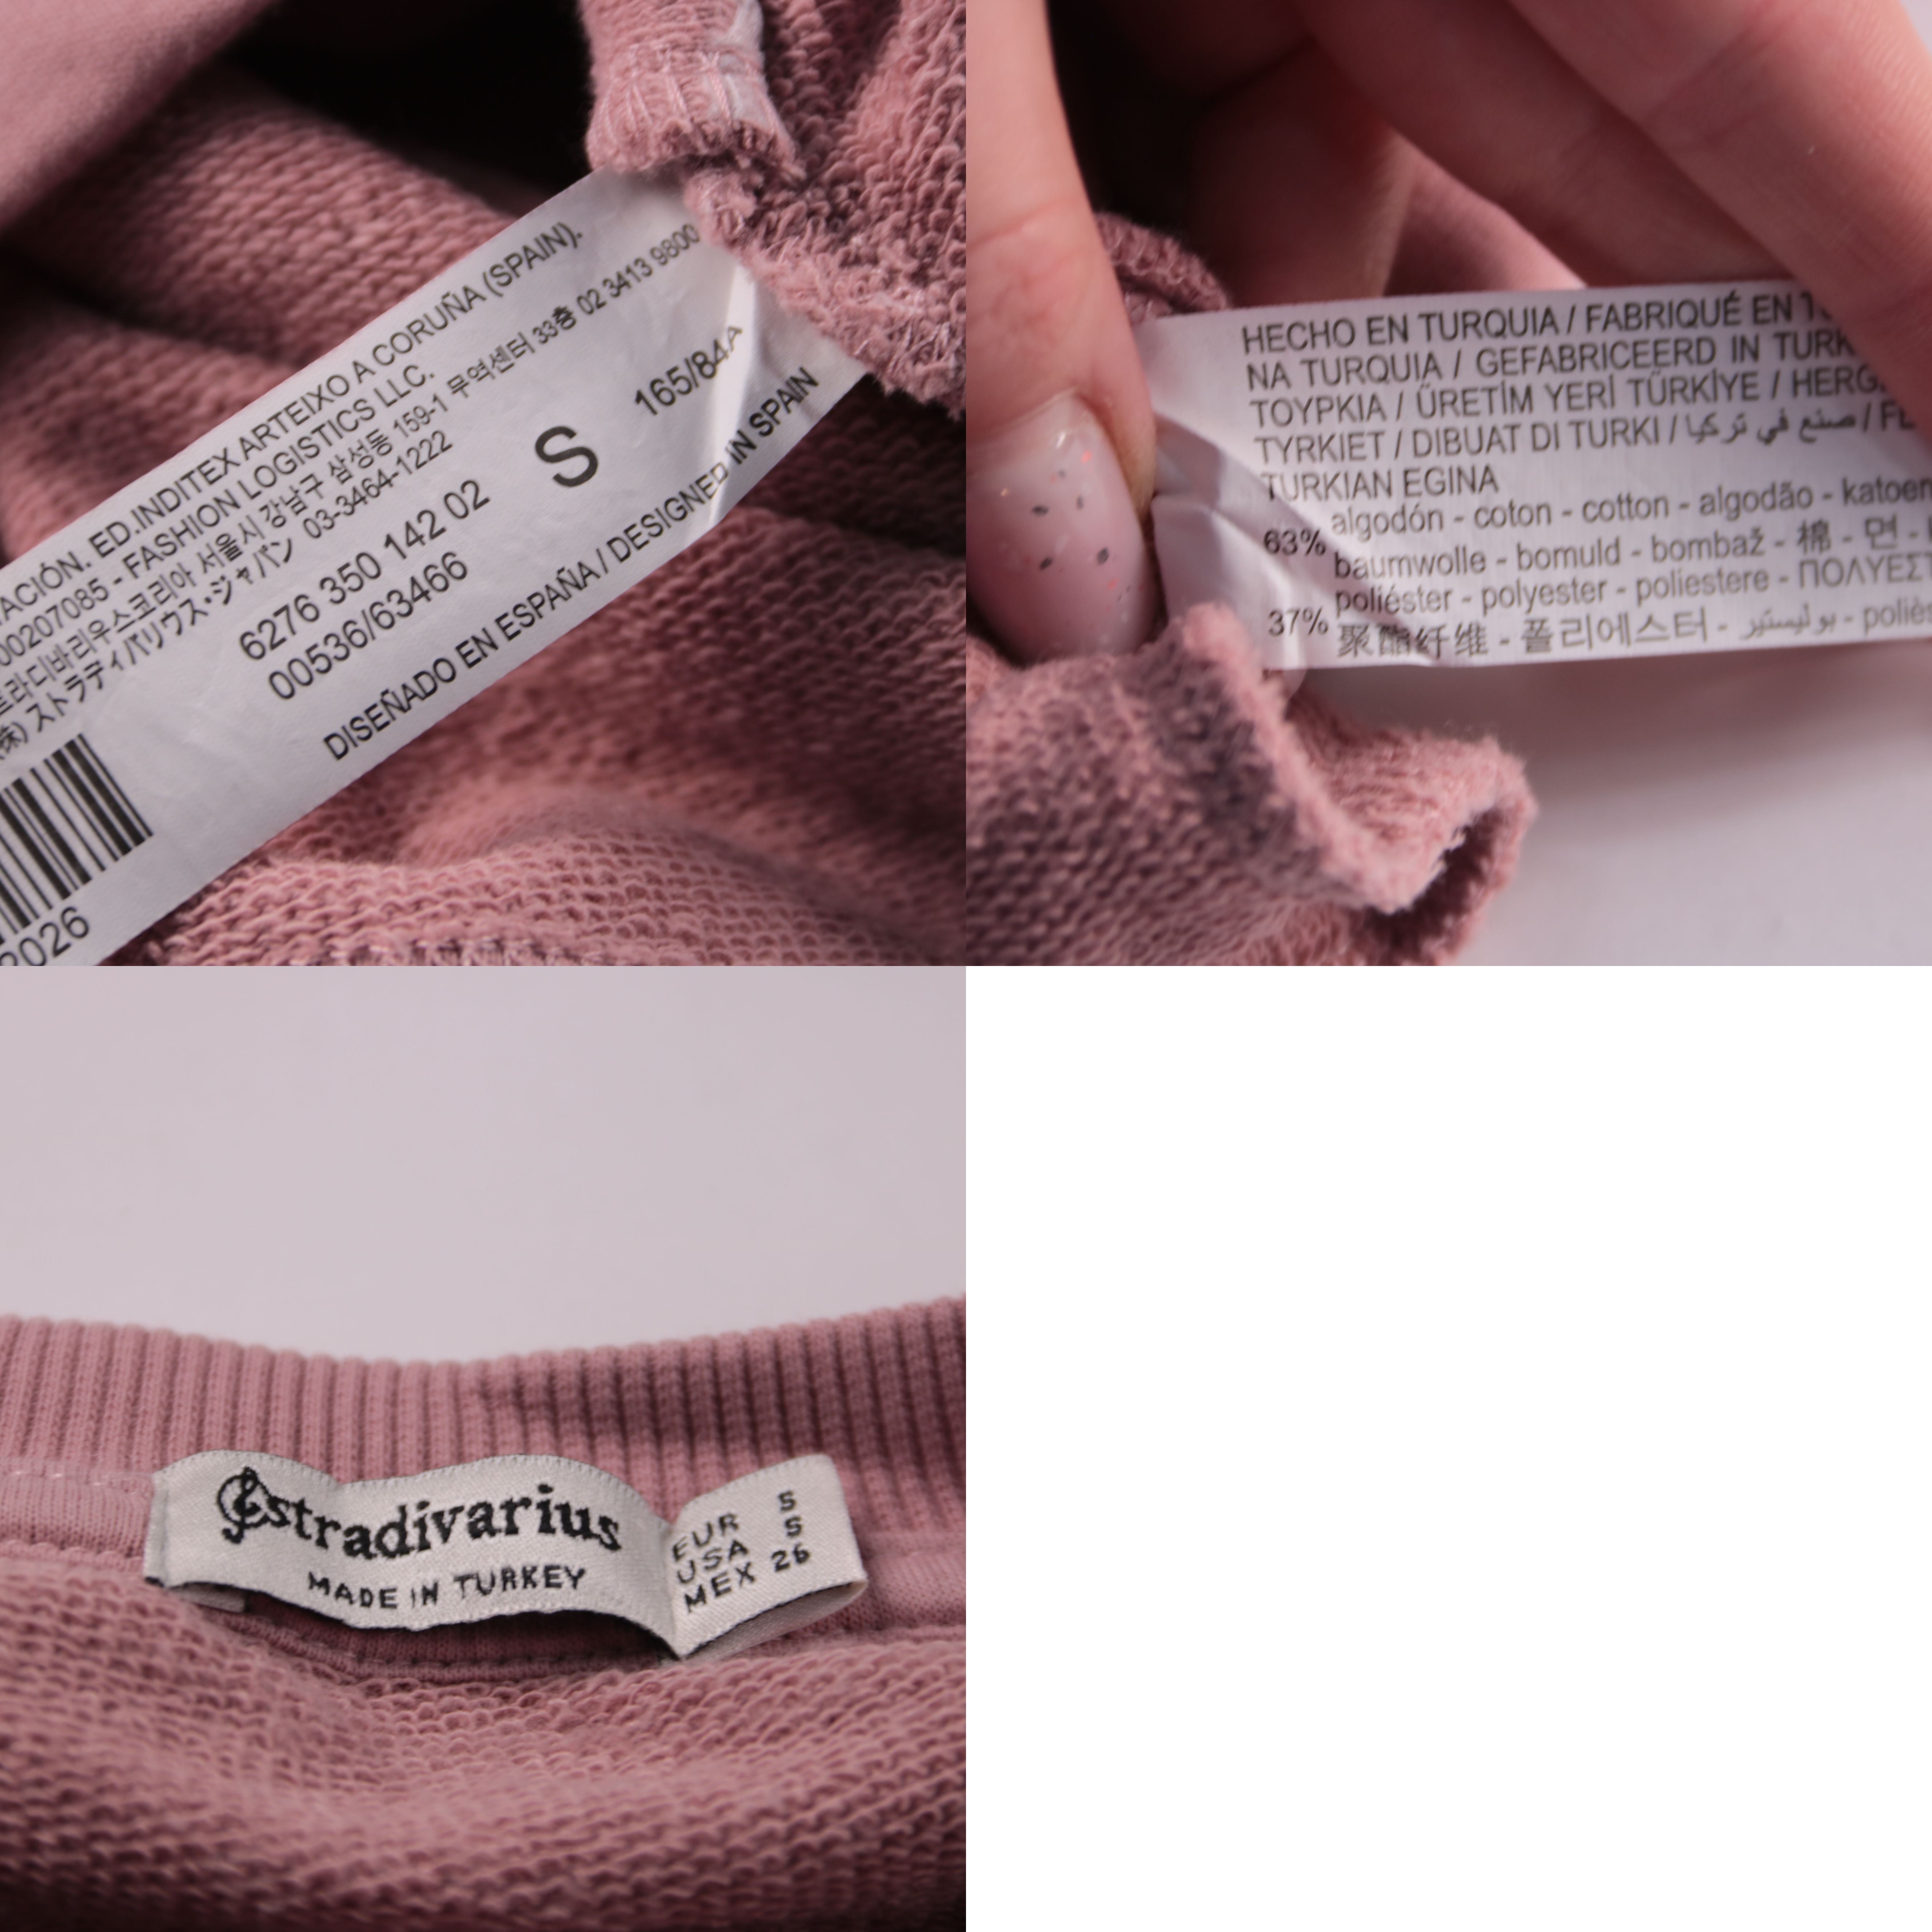 ACIÓN. ED.INDITEX ARTEIXO A CORUÑA (SPAIN).
00207085 - FASHION LOGISTICS LLC.
라디바리우스코리아 서울시 강남구 삼성동 159-1 무역센터 33층 02 3413 9800
(株) ストラディバリウス・ジャパン 03-3464-1222
6276 350 142 02
00536/63466
S
165/84A
DISEÑADO EN ESPAÑA / DESIGNED IN SPAIN
2026
HECHO EN TURQUIA / FABRIQUÉ EN T
NA TURQUIA / GEFABRICEERD IN TURK
ΤΟΥΡΚΙΑ / ÜRETİM YERİ TÜRKİYE / HERG
TYRKIET / DIBUAT DI TURKI / صنع في تركيا / FE
TURKIAN EGINA
63% algodón - coton - cotton - algodão - katoen
baumwolle - bomuld - bombaž - 棉 - 면 -
37% poliéster - polyester - poliestere - ΠΟΛΥΕΣΤ
聚酯纤维 - 폴리에스터 - بوليستير - poliè
stradivarius
MADE IN TURKEY
EUR S
USA S
MEX 26